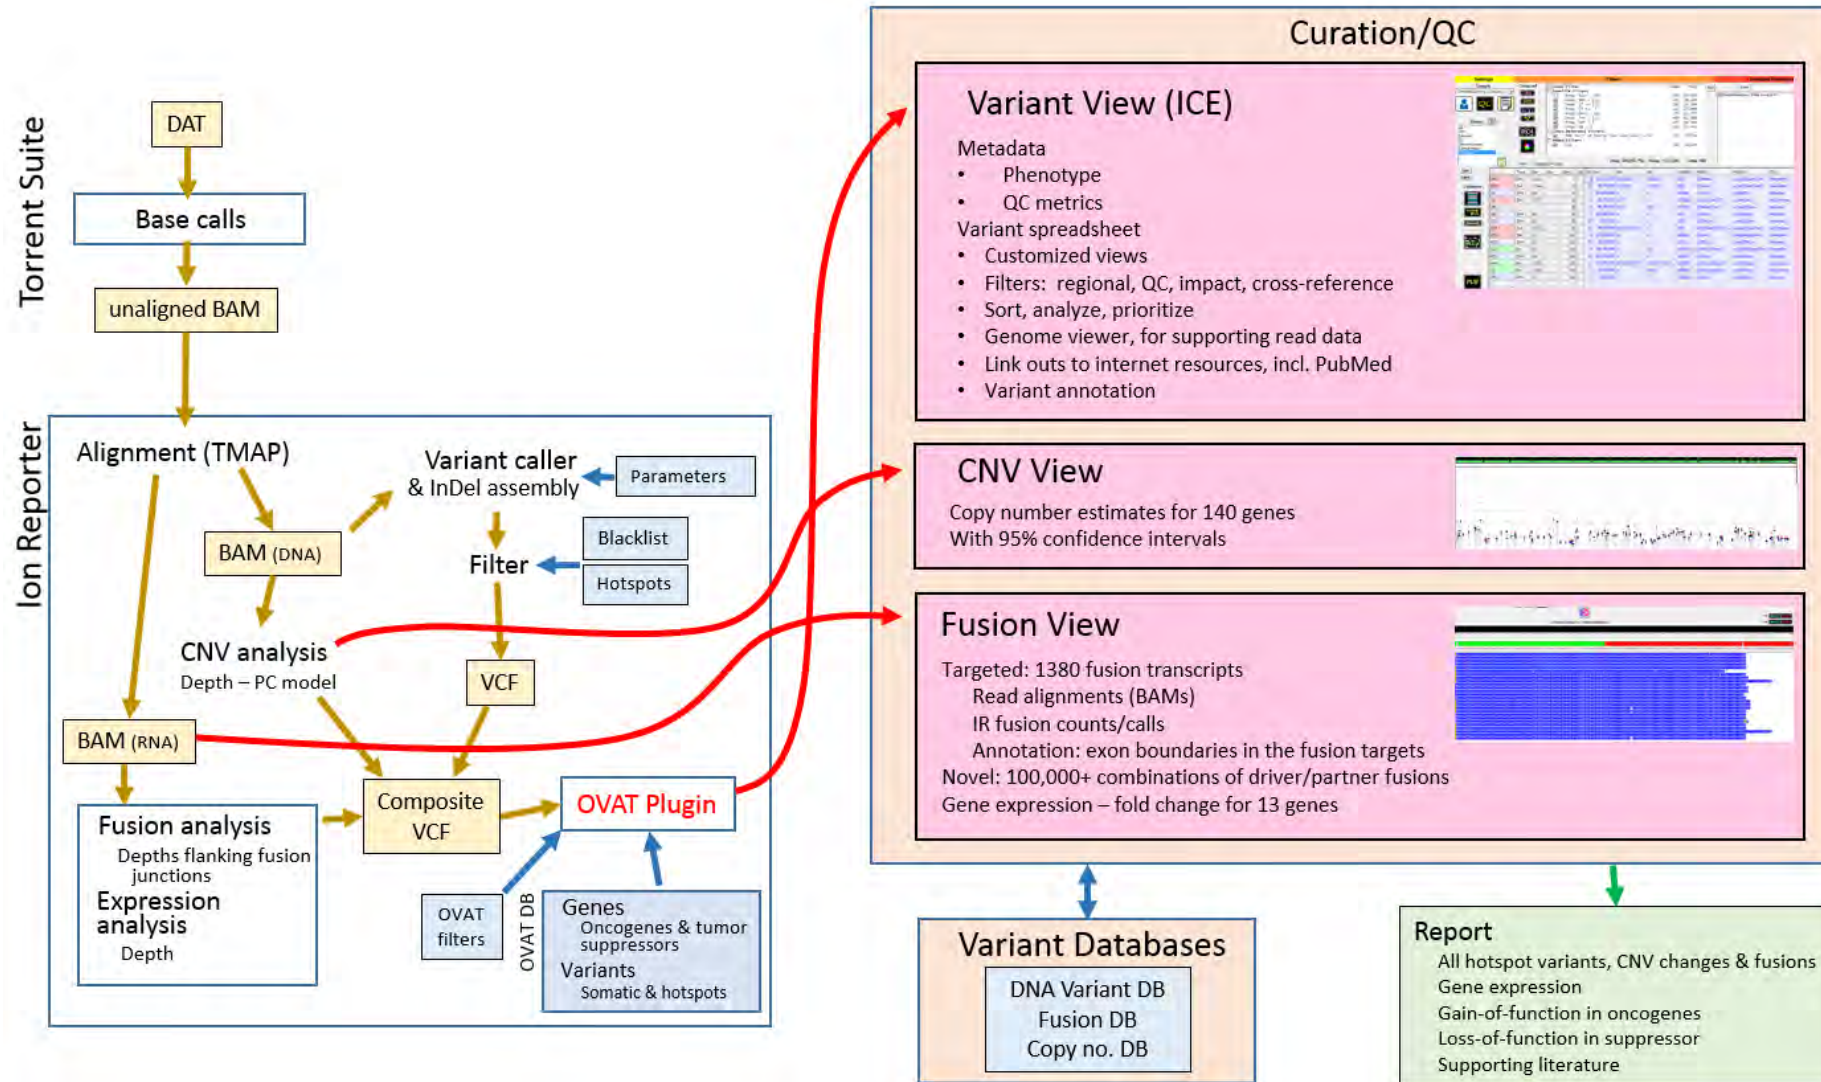 Torrent Suite
DAT
Base calls
unaligned BAM
Ion Reporter
Alignment (TMAP)
Variant caller
& InDel assembly
Parameters
BAM (DNA)
Blacklist
Filter
Hotspots
CNV analysis
Depth – PC model
VCF
BAM (RNA)
Composite
VCF
OVAT Plugin
Fusion analysis
Depths flanking fusion
junctions
Expression
analysis
Depth
OVAT
filters
OVAT DB
Genes
Oncogenes & tumor
suppressors
Variants
Somatic & hotspots
Curation/QC
Variant View (ICE)
Metadata
• Phenotype
• QC metrics
Variant spreadsheet
• Customized views
• Filters: regional, QC, impact, cross-reference
• Sort, analyze, prioritize
• Genome viewer, for supporting read data
• Link outs to internet resources, incl. PubMed
• Variant annotation
CNV View
Copy number estimates for 140 genes
With 95% confidence intervals
Fusion View
Targeted: 1380 fusion transcripts
Read alignments (BAMs)
IR fusion counts/calls
Annotation: exon boundaries in the fusion targets
Novel: 100,000+ combinations of driver/partner fusions
Gene expression – fold change for 13 genes
Variant Databases
DNA Variant DB
Fusion DB
Copy no. DB
Report
All hotspot variants, CNV changes & fusions
Gene expression
Gain-of-function in oncogenes
Loss-of-function in suppressor
Supporting literature